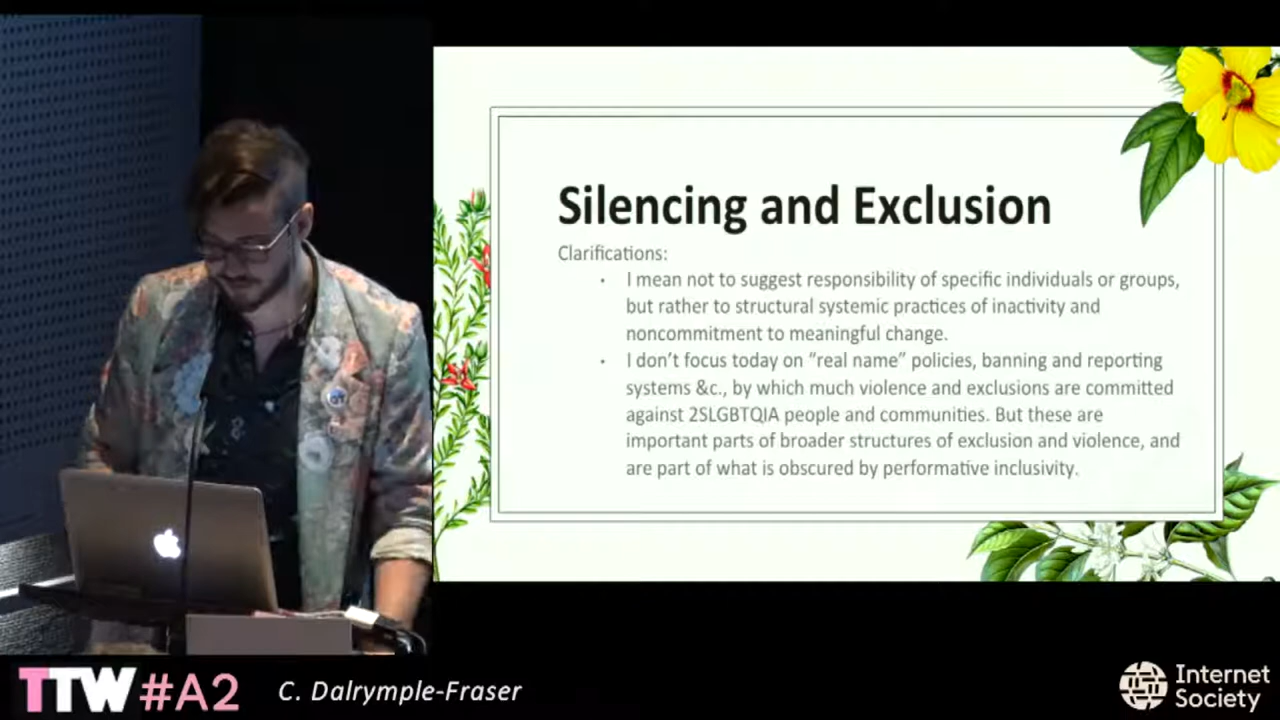 Silencing and Exclusion
Clarifications:
• I mean not to suggest responsibility of specific individuals or groups,
but rather to structural systemic practices of inactivity and
noncommitment to meaningful change.
• I don't focus today on "real name" policies, banning and reporting
systems &c., by which much violence and exclusions are committed
against 2SLGBTQIA people and communities. But these are
important parts of broader structures of exclusion and violence, and
are part of what is obscured by performative inclusivity.
TTW#A2
C. Dalrymple-Fraser
Internet
Society